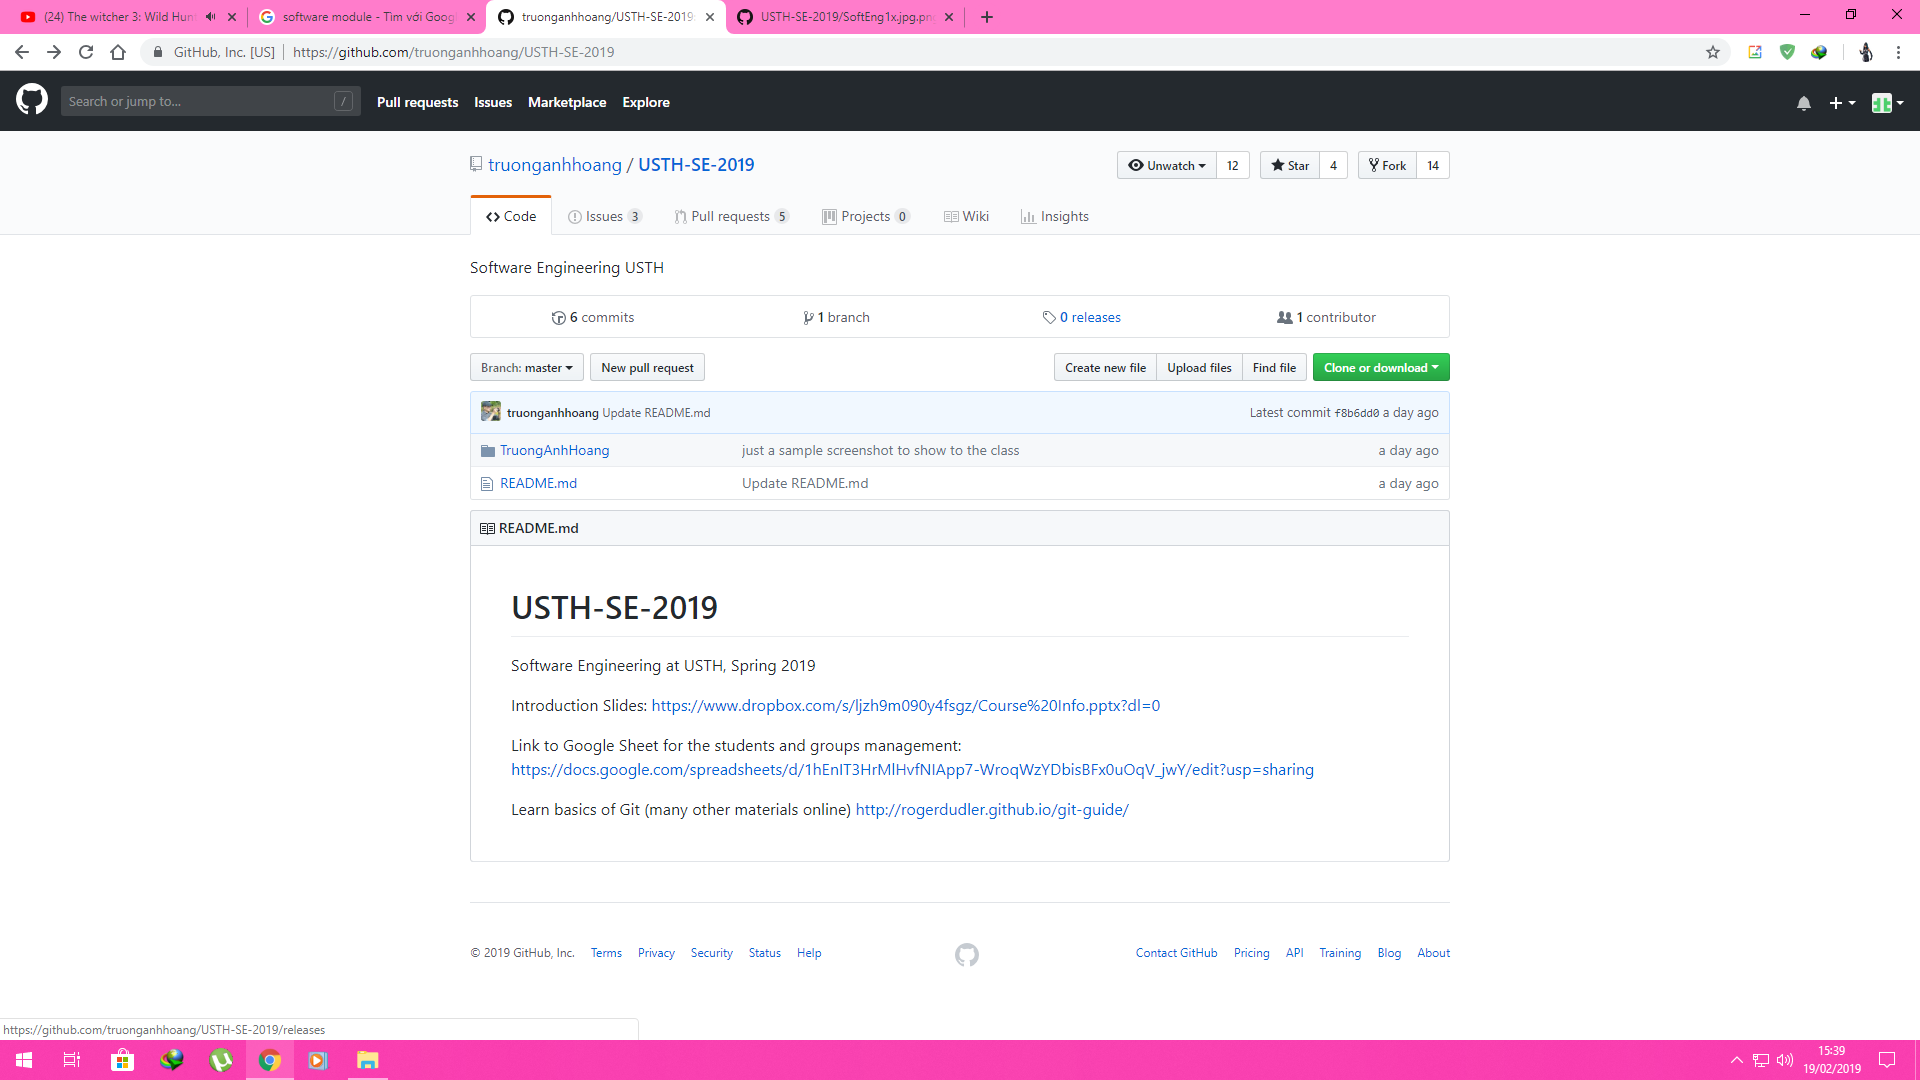 (24) The witcher 3: Wild Hun
software module - Tìm với Goog
truonganhhoang/USTH-SE-2019:
USTH-SE-2019/SoftEng1x.jpg.pn
GitHub, Inc. [US] https://github.com/truonganhhoang/USTH-SE-2019
Search or jump to... / Pull requests Issues Marketplace Explore
truonganhhoang / USTH-SE-2019
Unwatch 12 Star 4 Fork 14
Code Issues 3 Pull requests 5 Projects 0 Wiki Insights
Software Engineering USTH
6 commits 1 branch 0 releases 1 contributor
Branch: master New pull request Create new file Upload files Find file Clone or download
truonganhhoang Update README.md Latest commit f8b6dd0 a day ago
TruongAnhHoang just a sample screenshot to show to the class a day ago
README.md Update README.md a day ago
README.md
USTH-SE-2019
Software Engineering at USTH, Spring 2019
Introduction Slides: https://www.dropbox.com/s/ljzh9m090y4fsgz/Course%20Info.pptx?dl=0
Link to Google Sheet for the students and groups management:
https://docs.google.com/spreadsheets/d/1hEnIT3HrMlHvfNIApp7-WroqWzYDbisBFx0uOqV_jwY/edit?usp=sharing
Learn basics of Git (many other materials online) http://rogerdudler.github.io/git-guide/
© 2019 GitHub, Inc. Terms Privacy Security Status Help Contact GitHub Pricing API Training Blog About
https://github.com/truonganhhoang/USTH-SE-2019/releases
15:39
19/02/2019